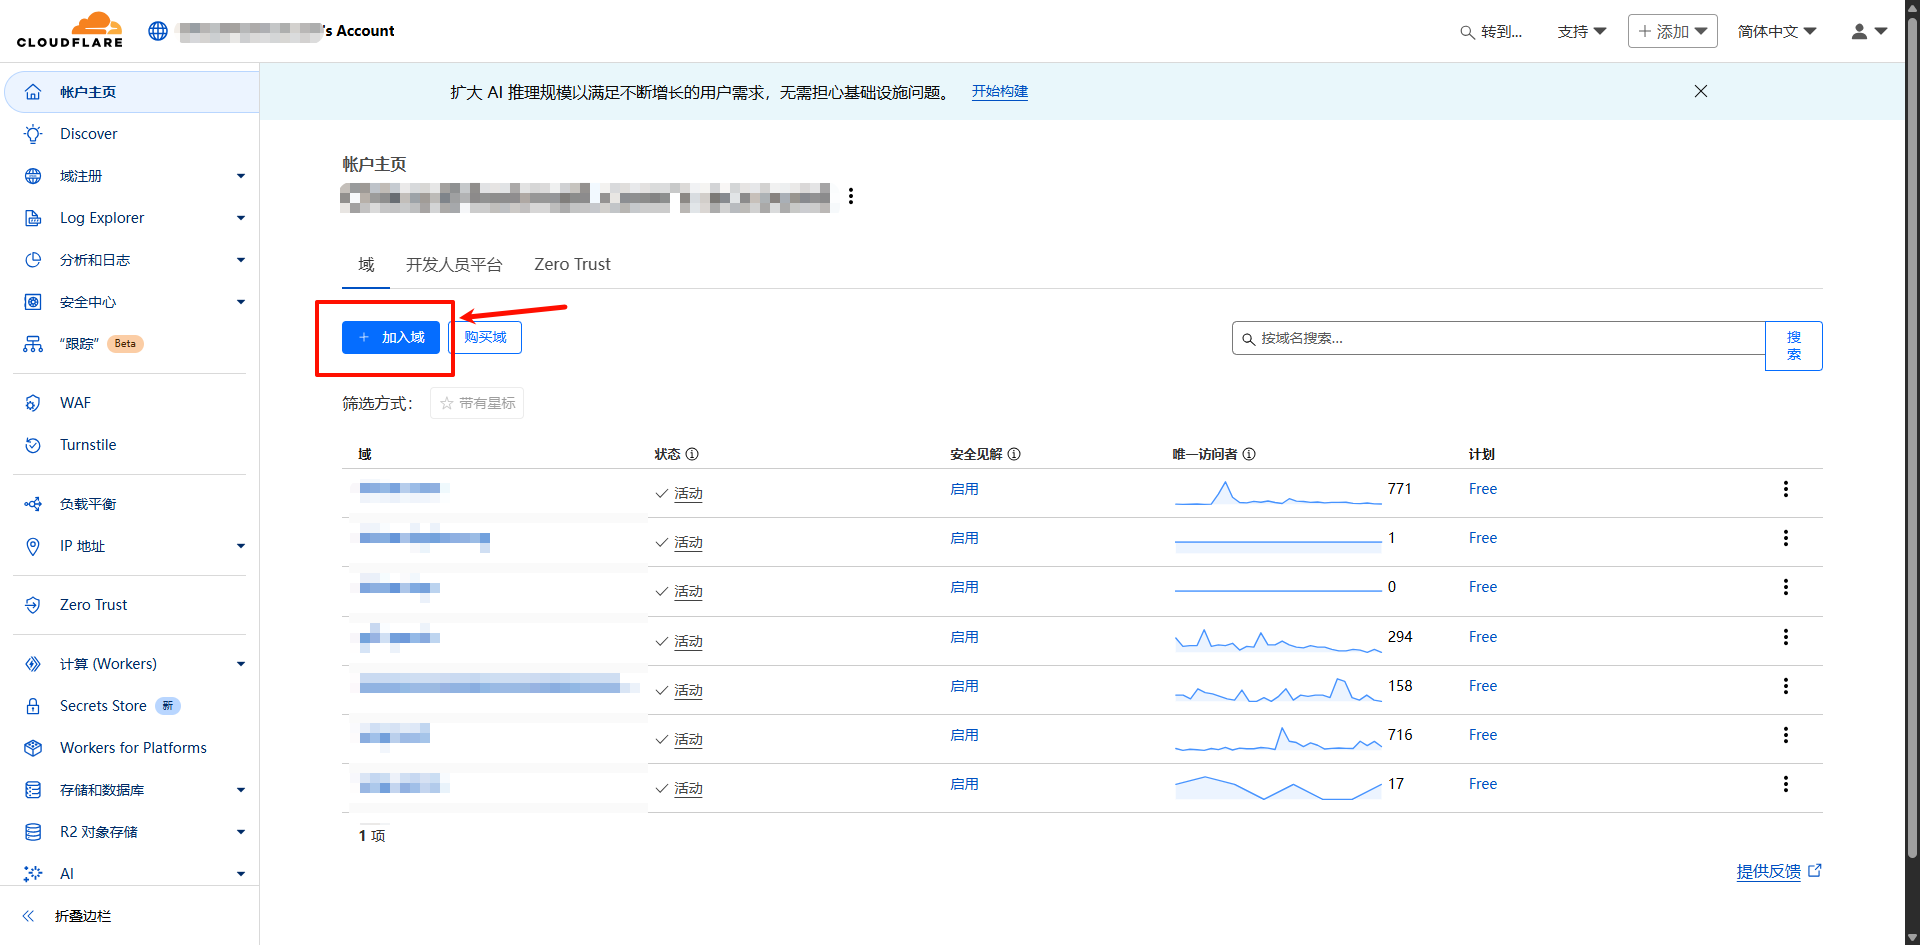 CLOUDFLARE
's Account
转到...
支持
添加
简体中文
帐户主页
Discover
域注册
Log Explorer
分析和日志
安全中心
“跟踪” Beta
WAF
Turnstile
负载平衡
IP 地址
Zero Trust
计算 (Workers)
Secrets Store 新
Workers for Platforms
存储和数据库
R2 对象存储
AI
折叠边栏
扩大 AI 推理规模以满足不断增长的用户需求，无需担心基础设施问题。 开始构建
帐户主页
域 开发人员平台 Zero Trust
+ 加入域 购买域
按域名搜索... 搜索
筛选方式： 带有星标
域 状态 安全见解 唯一访问者 计划
活动 启用 771 Free
活动 启用 1 Free
活动 启用 0 Free
活动 启用 294 Free
活动 启用 158 Free
活动 启用 716 Free
活动 启用 17 Free
1 项
提供反馈